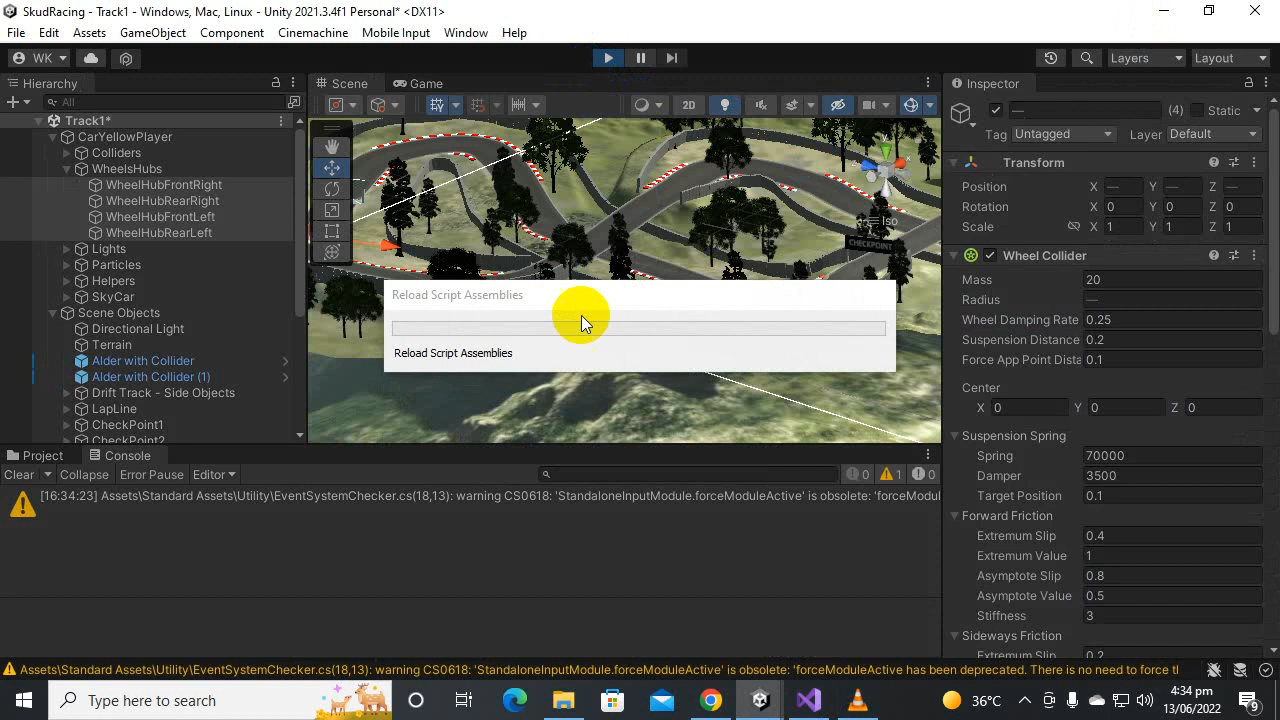 SkudRacing - Track1 - Windows, Mac, Linux - Unity 2021.3.4f1 Personal* <DX11>
File Edit Assets GameObject Component Cinemachine Mobile Input Window Help
WK Layers Layout
Hierarchy
All
Track1*
CarYellowPlayer
Colliders
WheelsHubs
WheelHubFrontRight
WheelHubRearRight
WheelHubFrontLeft
WheelHubRearLeft
Lights
Particles
Helpers
SkyCar
Scene Objects
Directional Light
Terrain
Alder with Collider
Alder with Collider (1)
Drift Track - Side Objects
LapLine
CheckPoint1
CheckPoint2
Scene Game
2D
y
Iso
CHECKPOINT
Reload Script Assemblies
Reload Script Assemblies
Inspector
— (4) Static
Tag Untagged Layer Default
Transform
Position X — Y — Z —
Rotation X 0 Y 0 Z 0
Scale X 1 Y 1 Z 1
Wheel Collider
Mass 20
Radius —
Wheel Damping Rate 0.25
Suspension Distance 0.2
Force App Point Dista 0.1
Center
X 0 Y 0 Z 0
Suspension Spring
Spring 70000
Damper 3500
Target Position 0.1
Forward Friction
Extremum Slip 0.4
Extremum Value 1
Asymptote Slip 0.8
Asymptote Value 0.5
Stiffness 3
Sideways Friction
Extremum Slip 0.2
Project Console
Clear Collapse Error Pause Editor 0 1 0
[16:34:23] Assets\Standard Assets\Utility\EventSystemChecker.cs(18,13): warning CS0618: 'StandaloneInputModule.forceModuleActive' is obsolete: 'forceModul
Assets\Standard Assets\Utility\EventSystemChecker.cs(18,13): warning CS0618: 'StandaloneInputModule.forceModuleActive' is obsolete: 'forceModuleActive has been deprecated. There is no need to force tl
Type here to search
36°C
4:34 pm
13/06/2022
9